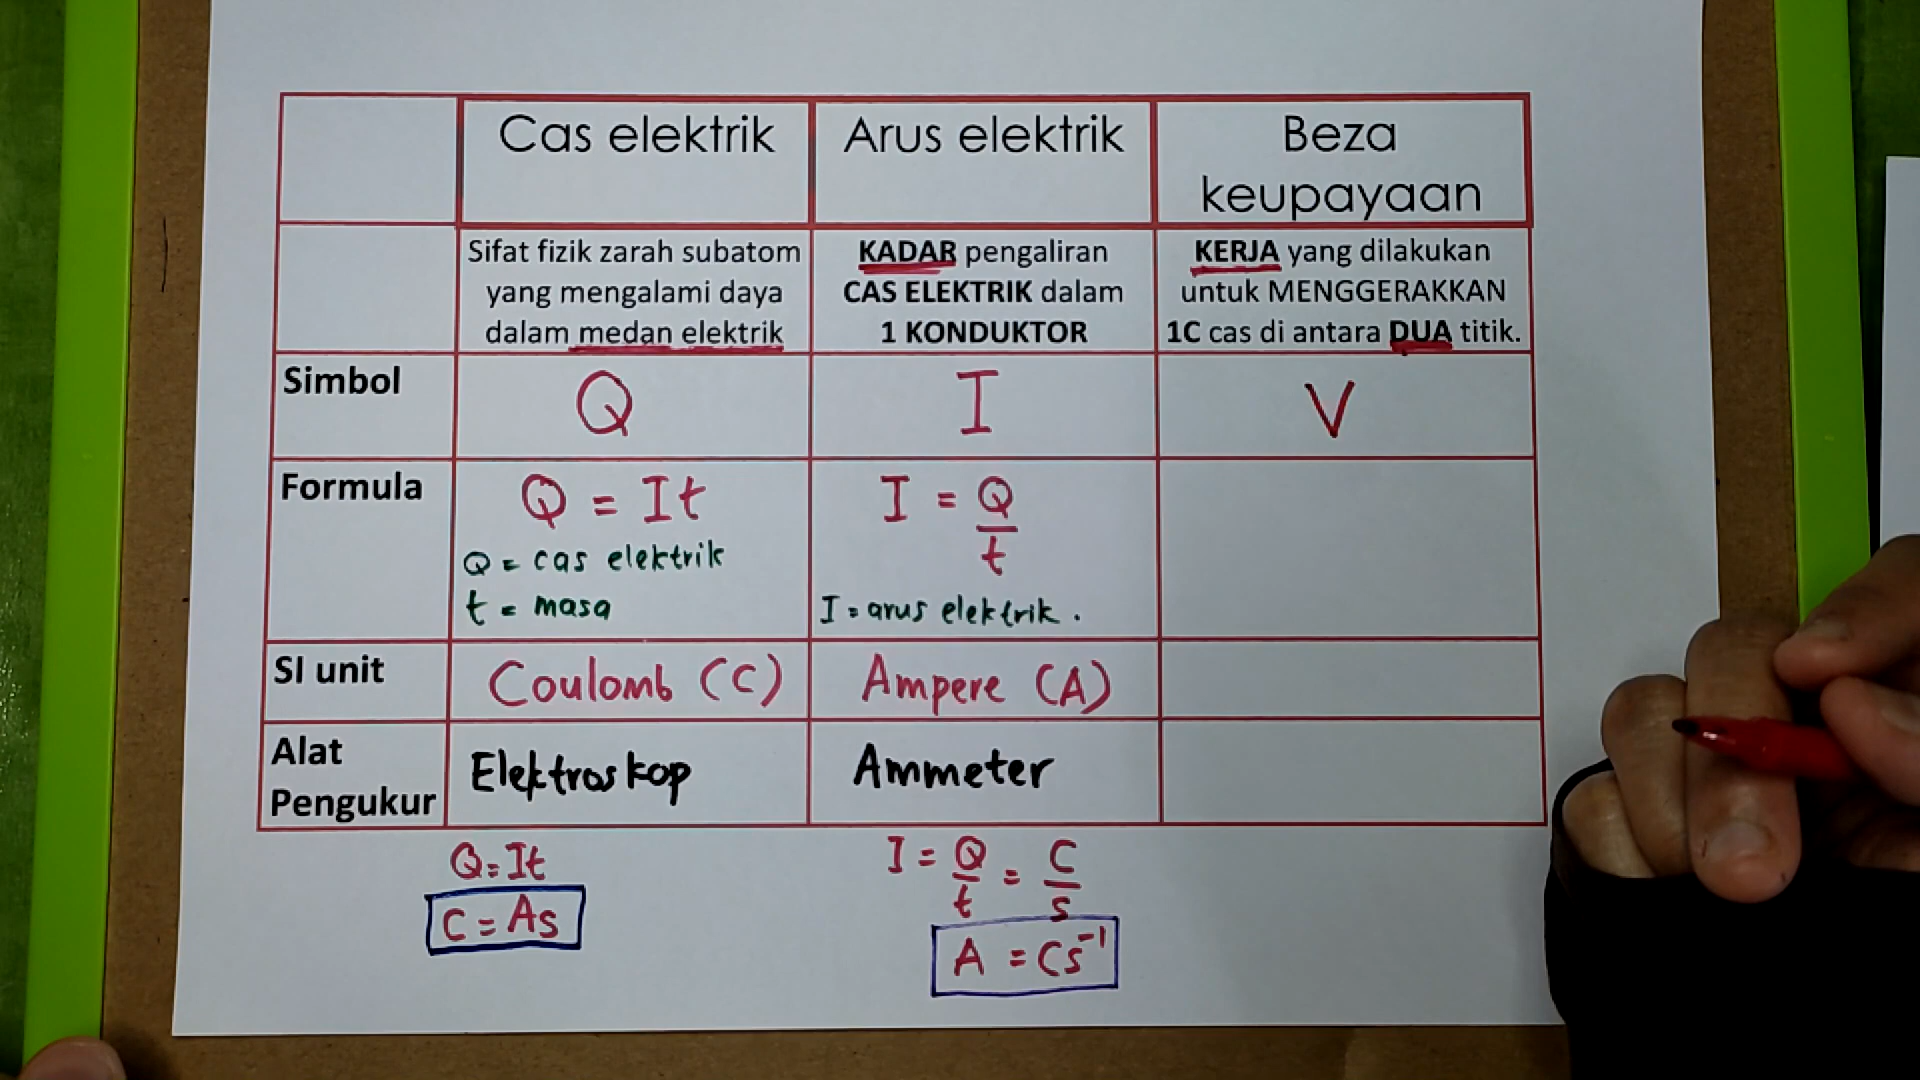 Cas elektrik
Arus elektrik
Beza
keupayaan
Sifat fizik zarah subatom
yang mengalami daya
dalam medan elektrik
KADAR pengaliran
CAS ELEKTRIK dalam
1 KONDUKTOR
KERJA yang dilakukan
untuk MENGGERAKKAN
1C cas di antara DUA titik.
Simbol
Q
I
V
Formula
Q = It
Q = cas elektrik
t = masa
I = Q/t
I = arus elektrik.
SI unit
Coulomb (C)
Ampere (A)
Alat
Pengukur
Elektroskop
Ammeter
Q = It
C = As
I = Q/t = C/s
A = Cs⁻¹